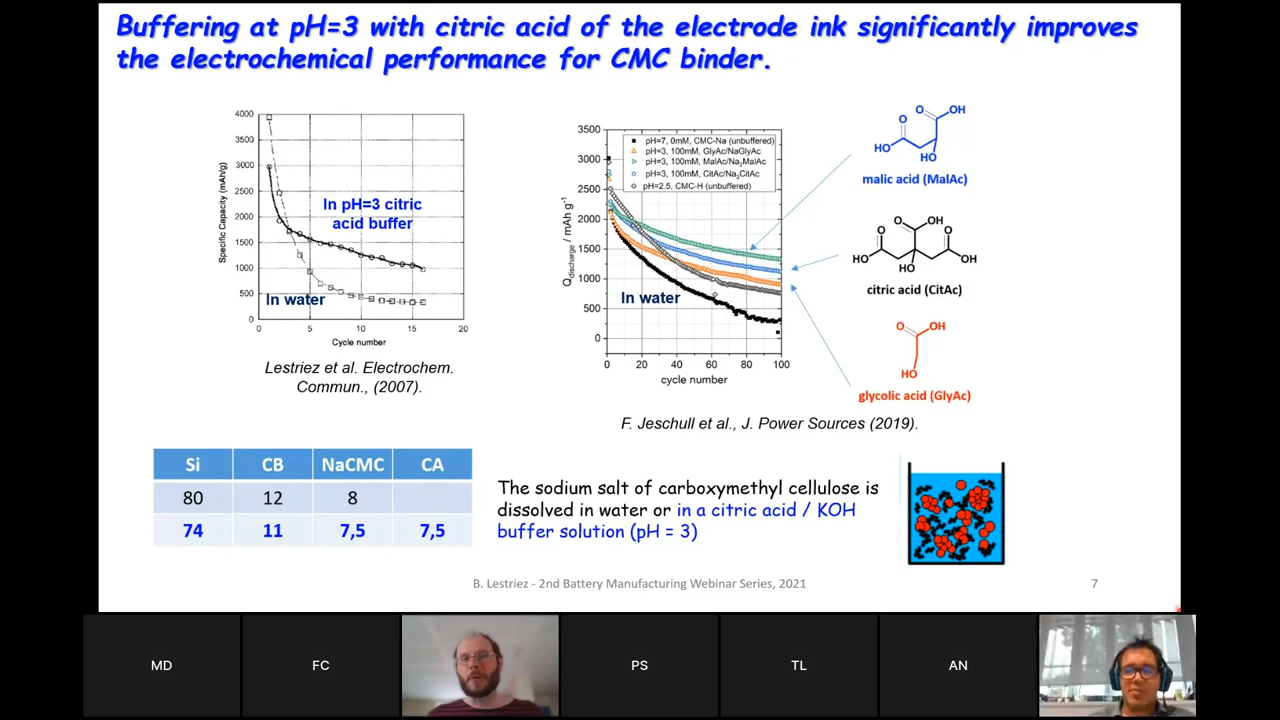 Buffering at pH=3 with citric acid of the electrode ink significantly improves
the electrochemical performance for CMC binder.
4000
3500
3000
2500
2000
1500
1000
500
0
0
5
10
15
20
Specific Capacity (mAh/g)
Cycle number
In pH=3 citric
acid buffer
In water
Lestriez et al. Electrochem.
Commun., (2007).
3500
3000
2500
2000
1500
1000
500
0
0
20
40
60
80
100
Qdischarge / mAh g-1
cycle number
pH=7, 0mM, CMC-Na (unbuffered)
pH=3, 100mM, GlyAc/NaGlyAc
pH=3, 100mM, MalAc/Na2MalAc
pH=3, 100mM, CitAc/Na3CitAc
pH=2.5, CMC-H (unbuffered)
In water
F. Jeschull et al., J. Power Sources (2019).
O
OH
O
HO
HO
malic acid (MalAc)
O
OH
O
O
HO
HO
OH
citric acid (CitAc)
O
OH
HO
glycolic acid (GlyAc)
Si CB NaCMC CA
80 12 8
74 11 7,5 7,5
The sodium salt of carboxymethyl cellulose is
dissolved in water or in a citric acid / KOH
buffer solution (pH = 3)
B. Lestriez - 2nd Battery Manufacturing Webinar Series, 2021
7
MD
FC
PS
TL
AN